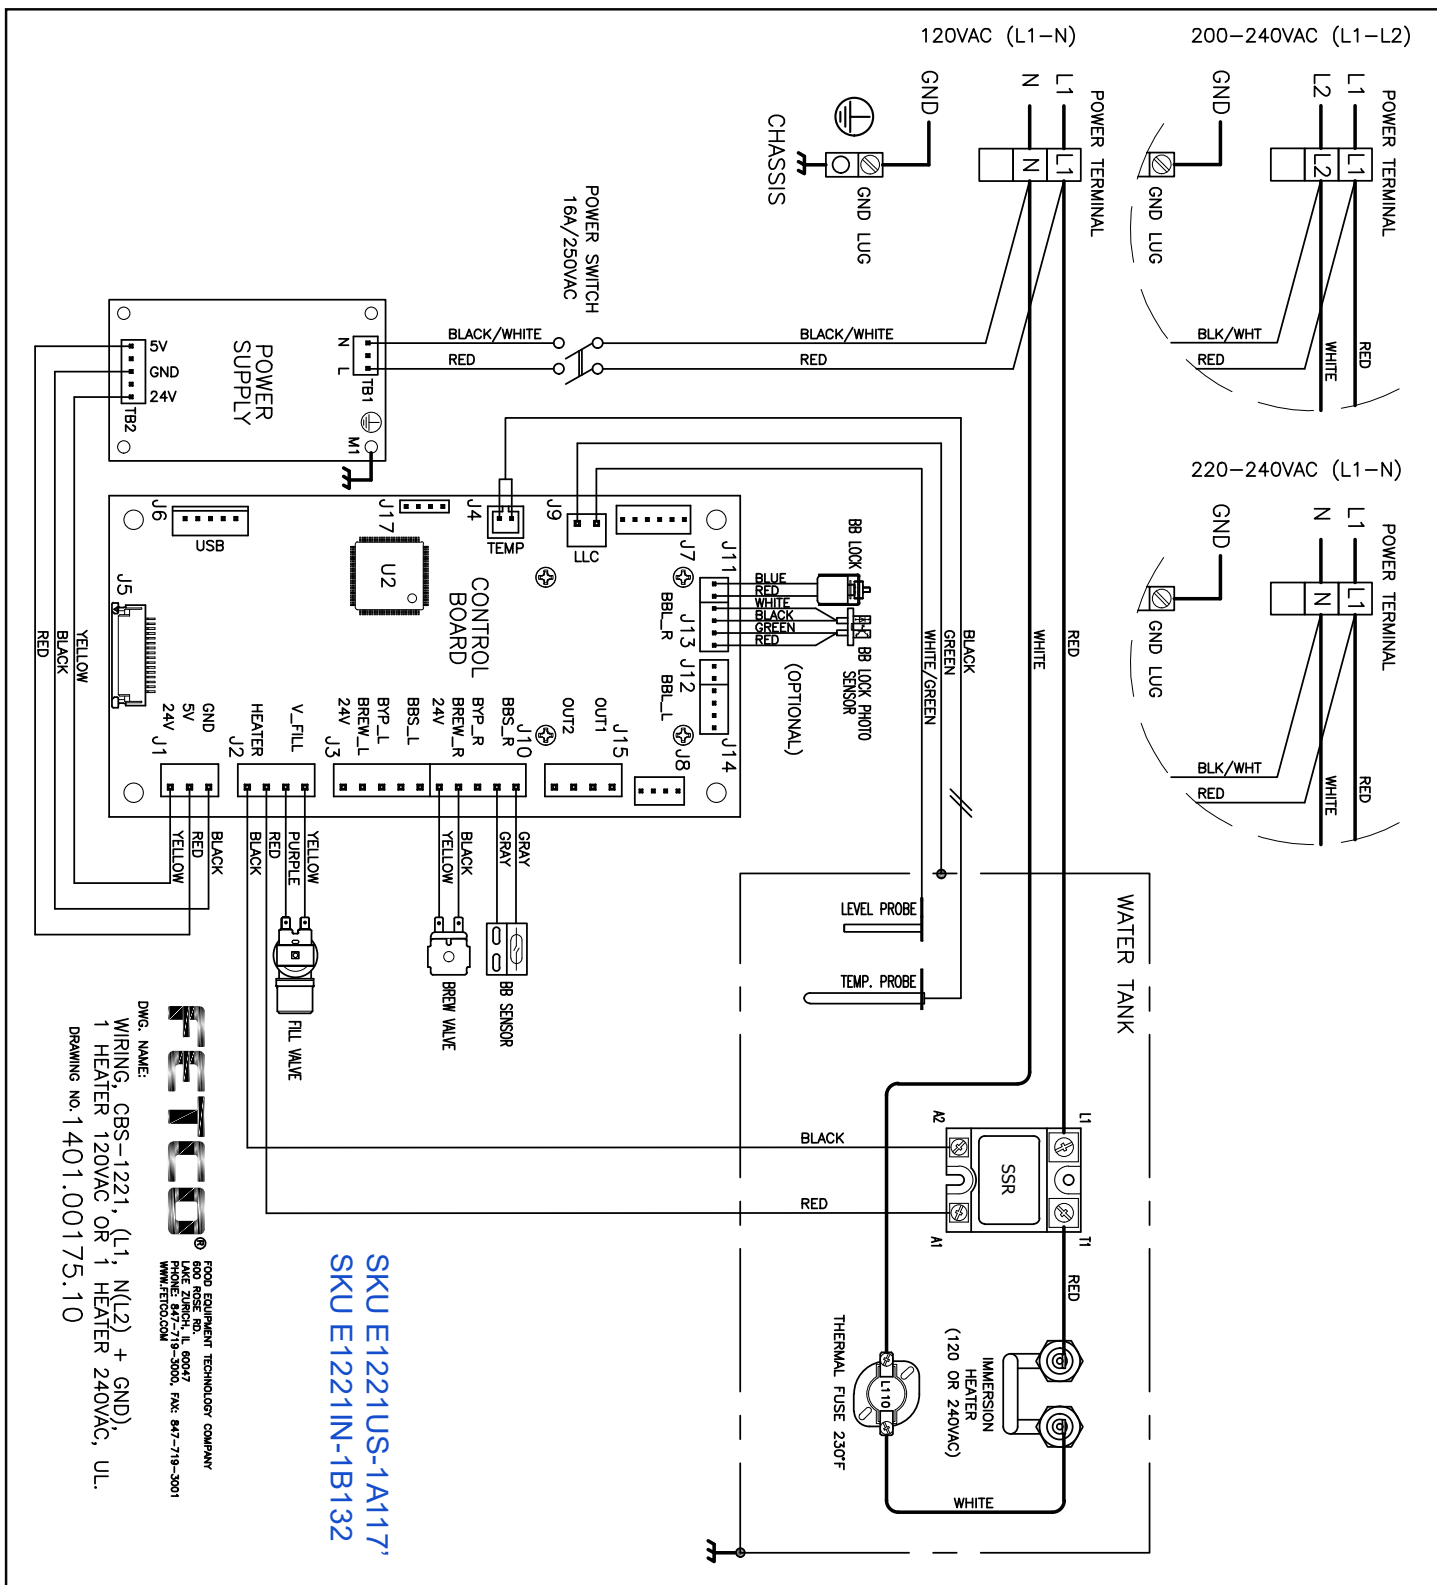 120VAC (L1-N)
200-240VAC (L1-L2)
GND
N
L1
POWER TERMINAL
N
L1
CHASSIS
GND LUG
GND
L2
L1
POWER TERMINAL
L2
L1
GND LUG
BLK/WHT
RED
WHITE
RED
220-240VAC (L1-N)
GND
N
L1
POWER TERMINAL
N
L1
GND LUG
BLK/WHT
RED
WHITE
RED
POWER SWITCH
16A/250VAC
BLACK/WHITE
RED
BLACK/WHITE
RED
POWER
SUPPLY
N
L
TB1
M1
5V
GND
24V
TB2
WHITE
RED
BLACK
GREEN
WHITE/GREEN
J6
USB
J17
J4
TEMP
J9
LLC
J7
J11
BBL_R
J13
J12
BBL_L
J14
J8
U2
CONTROL
BOARD
J5
BLUE
RED
WHITE
BLACK
GREEN
RED
BB LOCK
BB LOCK PHOTO
SENSOR
(OPTIONAL)
YELLOW
BLACK
RED
GND
5V
24V
J1
V_FILL
HEATER
J2
BBS_L
BYP_L
BREW_L
24V
J3
BBS_R
BYP_R
BREW_R
24V
J10
OUT1
OUT2
J15
BLACK
RED
YELLOW
YELLOW
PURPLE
RED
BLACK
BLACK
YELLOW
GRAY
GRAY
FILL VALVE
BREW VALVE
BB SENSOR
LEVEL PROBE
TEMP. PROBE
WATER TANK
BLACK
RED
A2
L1
SSR
A1
T1
RED
IMMERSION
HEATER
(120 OR 240VAC)
L110
THERMAL FUSE 230°F
WHITE
FETCO®
FOOD EQUIPMENT TECHNOLOGY COMPANY
600 ROSE RD.
LAKE ZURICH, IL 60047
PHONE: 847-719-3000, FAX: 847-719-3001
WWW.FETCO.COM
DWG. NAME:
WIRING, CBS-1221, (L1, N(L2) + GND),
1 HEATER 120VAC OR 1 HEATER 240VAC, UL.
DRAWING NO. 1401.00175.10
SKU E1221US-1A117'
SKU E1221IN-1B132